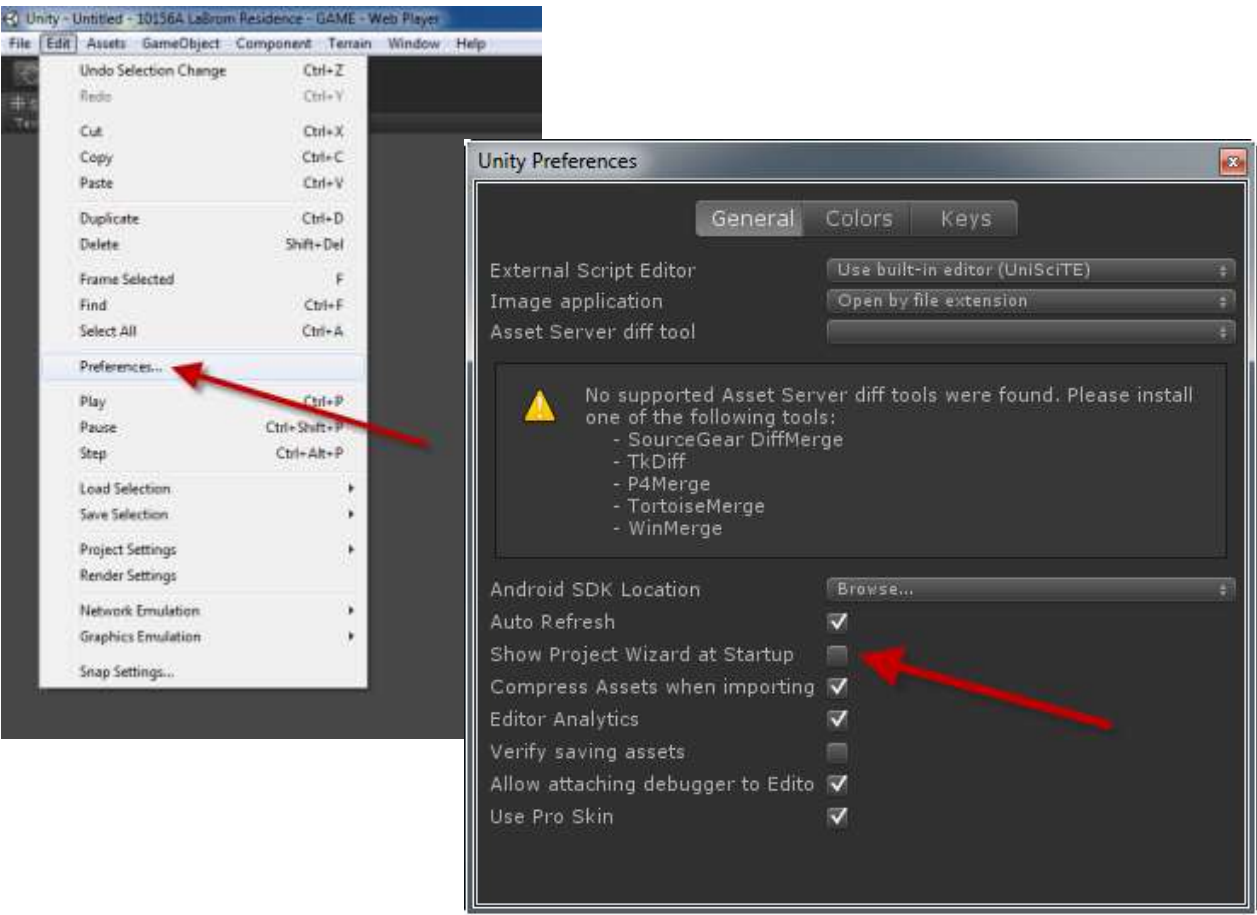 Unity - Untitled - 10156A LaBrom Residence - GAME - Web Player
File Edit Assets GameObject Component Terrain Window Help
Undo Selection Change Ctrl+Z
Redo Ctrl+Y
Cut Ctrl+X
Copy Ctrl+C
Paste Ctrl+V
Duplicate Ctrl+D
Delete Shift+Del
Frame Selected F
Find Ctrl+F
Select All Ctrl+A
Preferences...
Play Ctrl+P
Pause Ctrl+Shift+P
Step Ctrl+Alt+P
Load Selection
Save Selection
Project Settings
Render Settings
Network Emulation
Graphics Emulation
Snap Settings...
Unity Preferences
General Colors Keys
External Script Editor Use built-in editor (UniSciTE)
Image application Open by file extension
Asset Server diff tool
No supported Asset Server diff tools were found. Please install
one of the following tools:
- SourceGear DiffMerge
- TkDiff
- P4Merge
- TortoiseMerge
- WinMerge
Android SDK Location Browse...
Auto Refresh
Show Project Wizard at Startup
Compress Assets when importing
Editor Analytics
Verify saving assets
Allow attaching debugger to Edito
Use Pro Skin